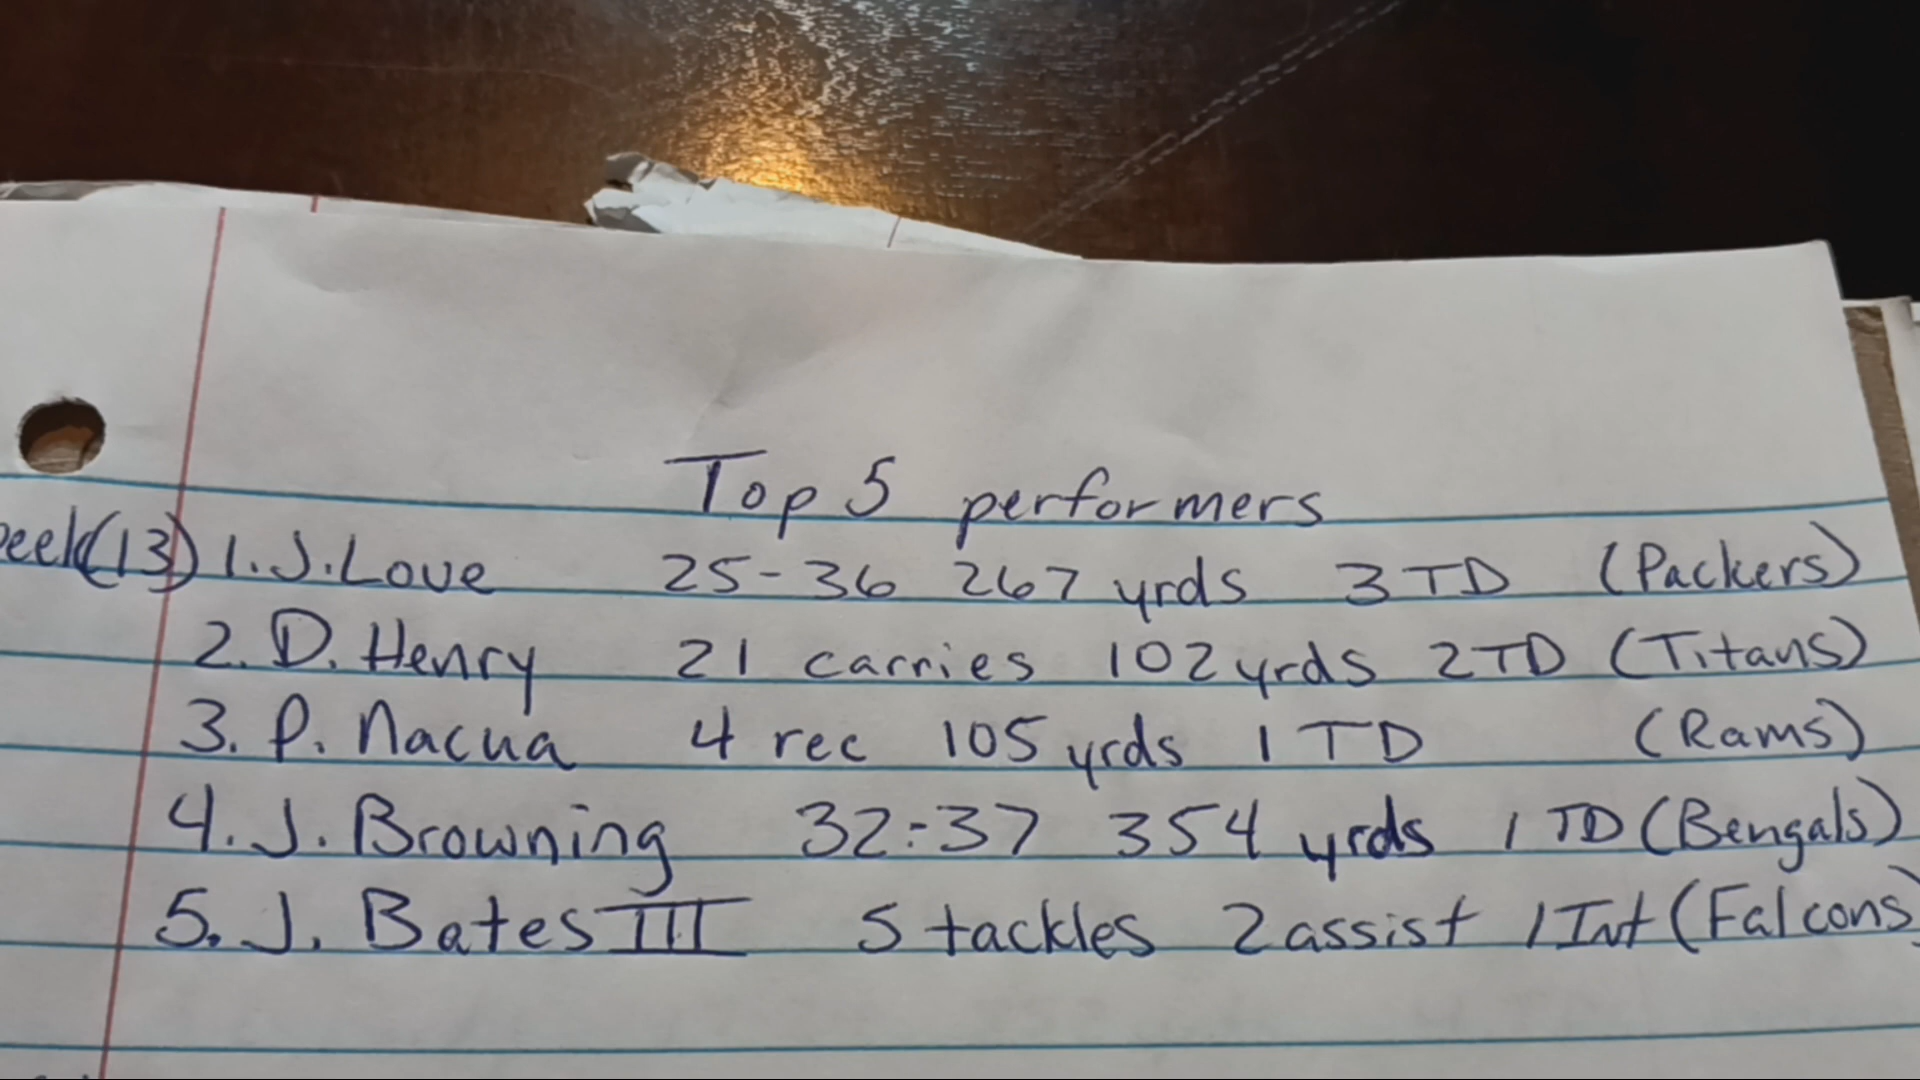 Top 5 performers
(13) 1. J. Love 25-36 267 yrds 3 TD (Packers)
2. D. Henry 21 carries 102 yrds 2 TD (Titans)
3. P. Nacua 4 rec 105 yrds 1 TD (Rams)
4. J. Browning 32-37 354 yrds 1 TD (Bengals)
5. J. Bates III 5 tackles 2 assist 1 Int (Falcons)